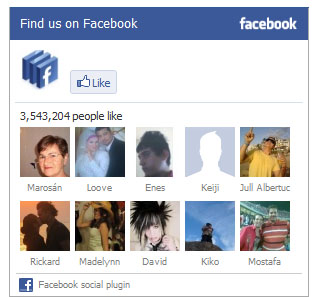 Find us on Facebook facebook
Like
3,543,204 people like
Marosán Loove Enes Keiji Jull Albertuc
Rickard Madelynn David Kiko Mostafa
Facebook social plugin